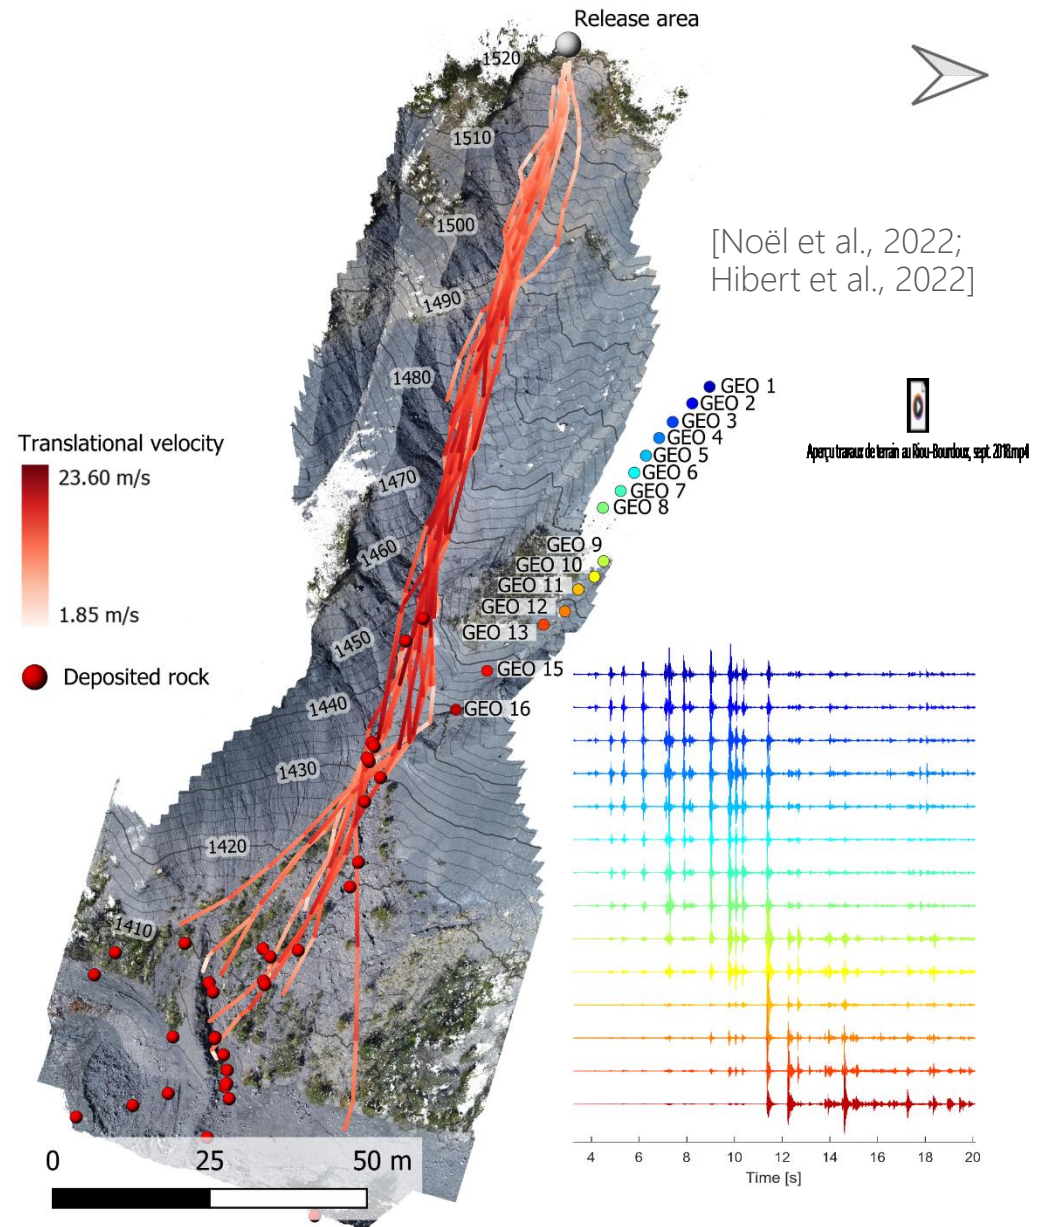 Release area
1520
1510
1500
[Noël et al., 2022;
Hibert et al., 2022]
1490
1480
GEO 1
GEO 2
GEO 3
GEO 4
GEO 5
GEO 6
GEO 7
GEO 8
Aperçu travaux de terrain au Riou-Bourdoux, sept. 2018.mp4
Translational velocity
23.60 m/s
1.85 m/s
Deposited rock
1470
1460
GEO 9
GEO 10
GEO 11
GEO 12
GEO 13
1450
GEO 15
1440
GEO 16
1430
1420
1410
0 25 50 m
4 6 8 10 12 14 16 18 20
Time [s]